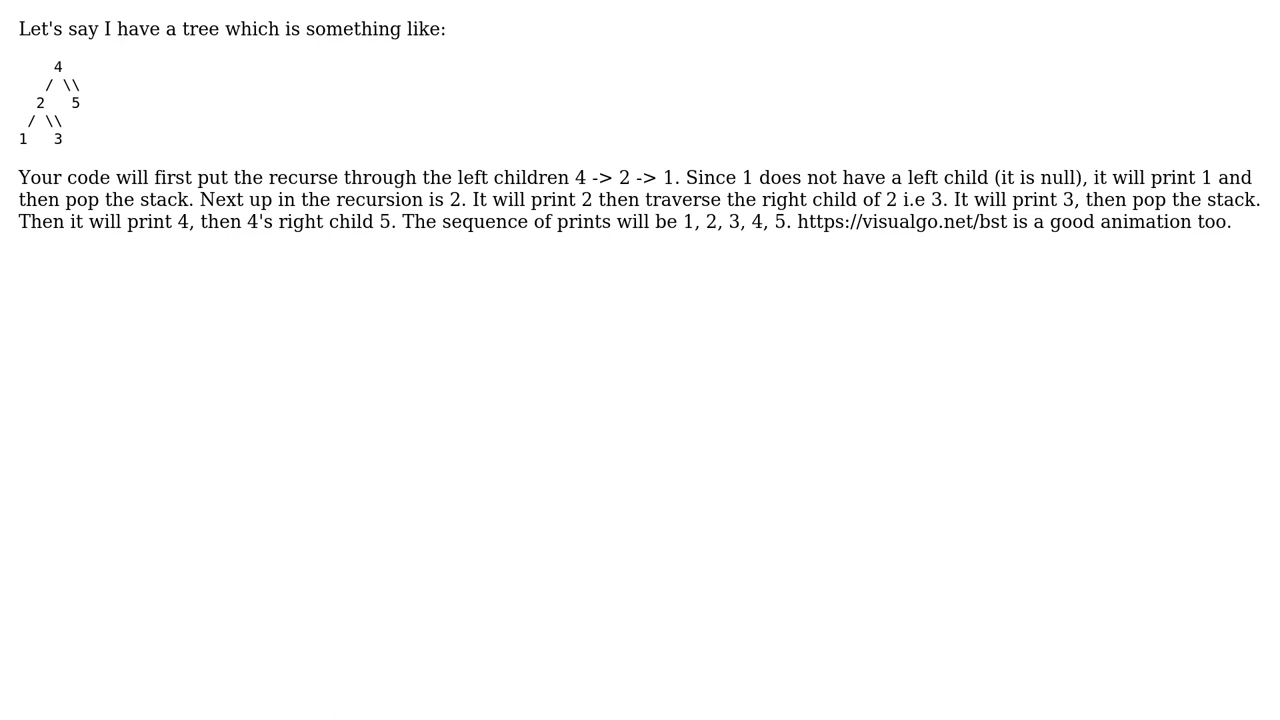 Let's say I have a tree which is something like:
    4
   / \\
  2   5
 / \\
1   3
Your code will first put the recurse through the left children 4 -> 2 -> 1. Since 1 does not have a left child (it is null), it will print 1 and
then pop the stack. Next up in the recursion is 2. It will print 2 then traverse the right child of 2 i.e 3. It will print 3, then pop the stack.
Then it will print 4, then 4's right child 5. The sequence of prints will be 1, 2, 3, 4, 5. https://visualgo.net/bst is a good animation too.